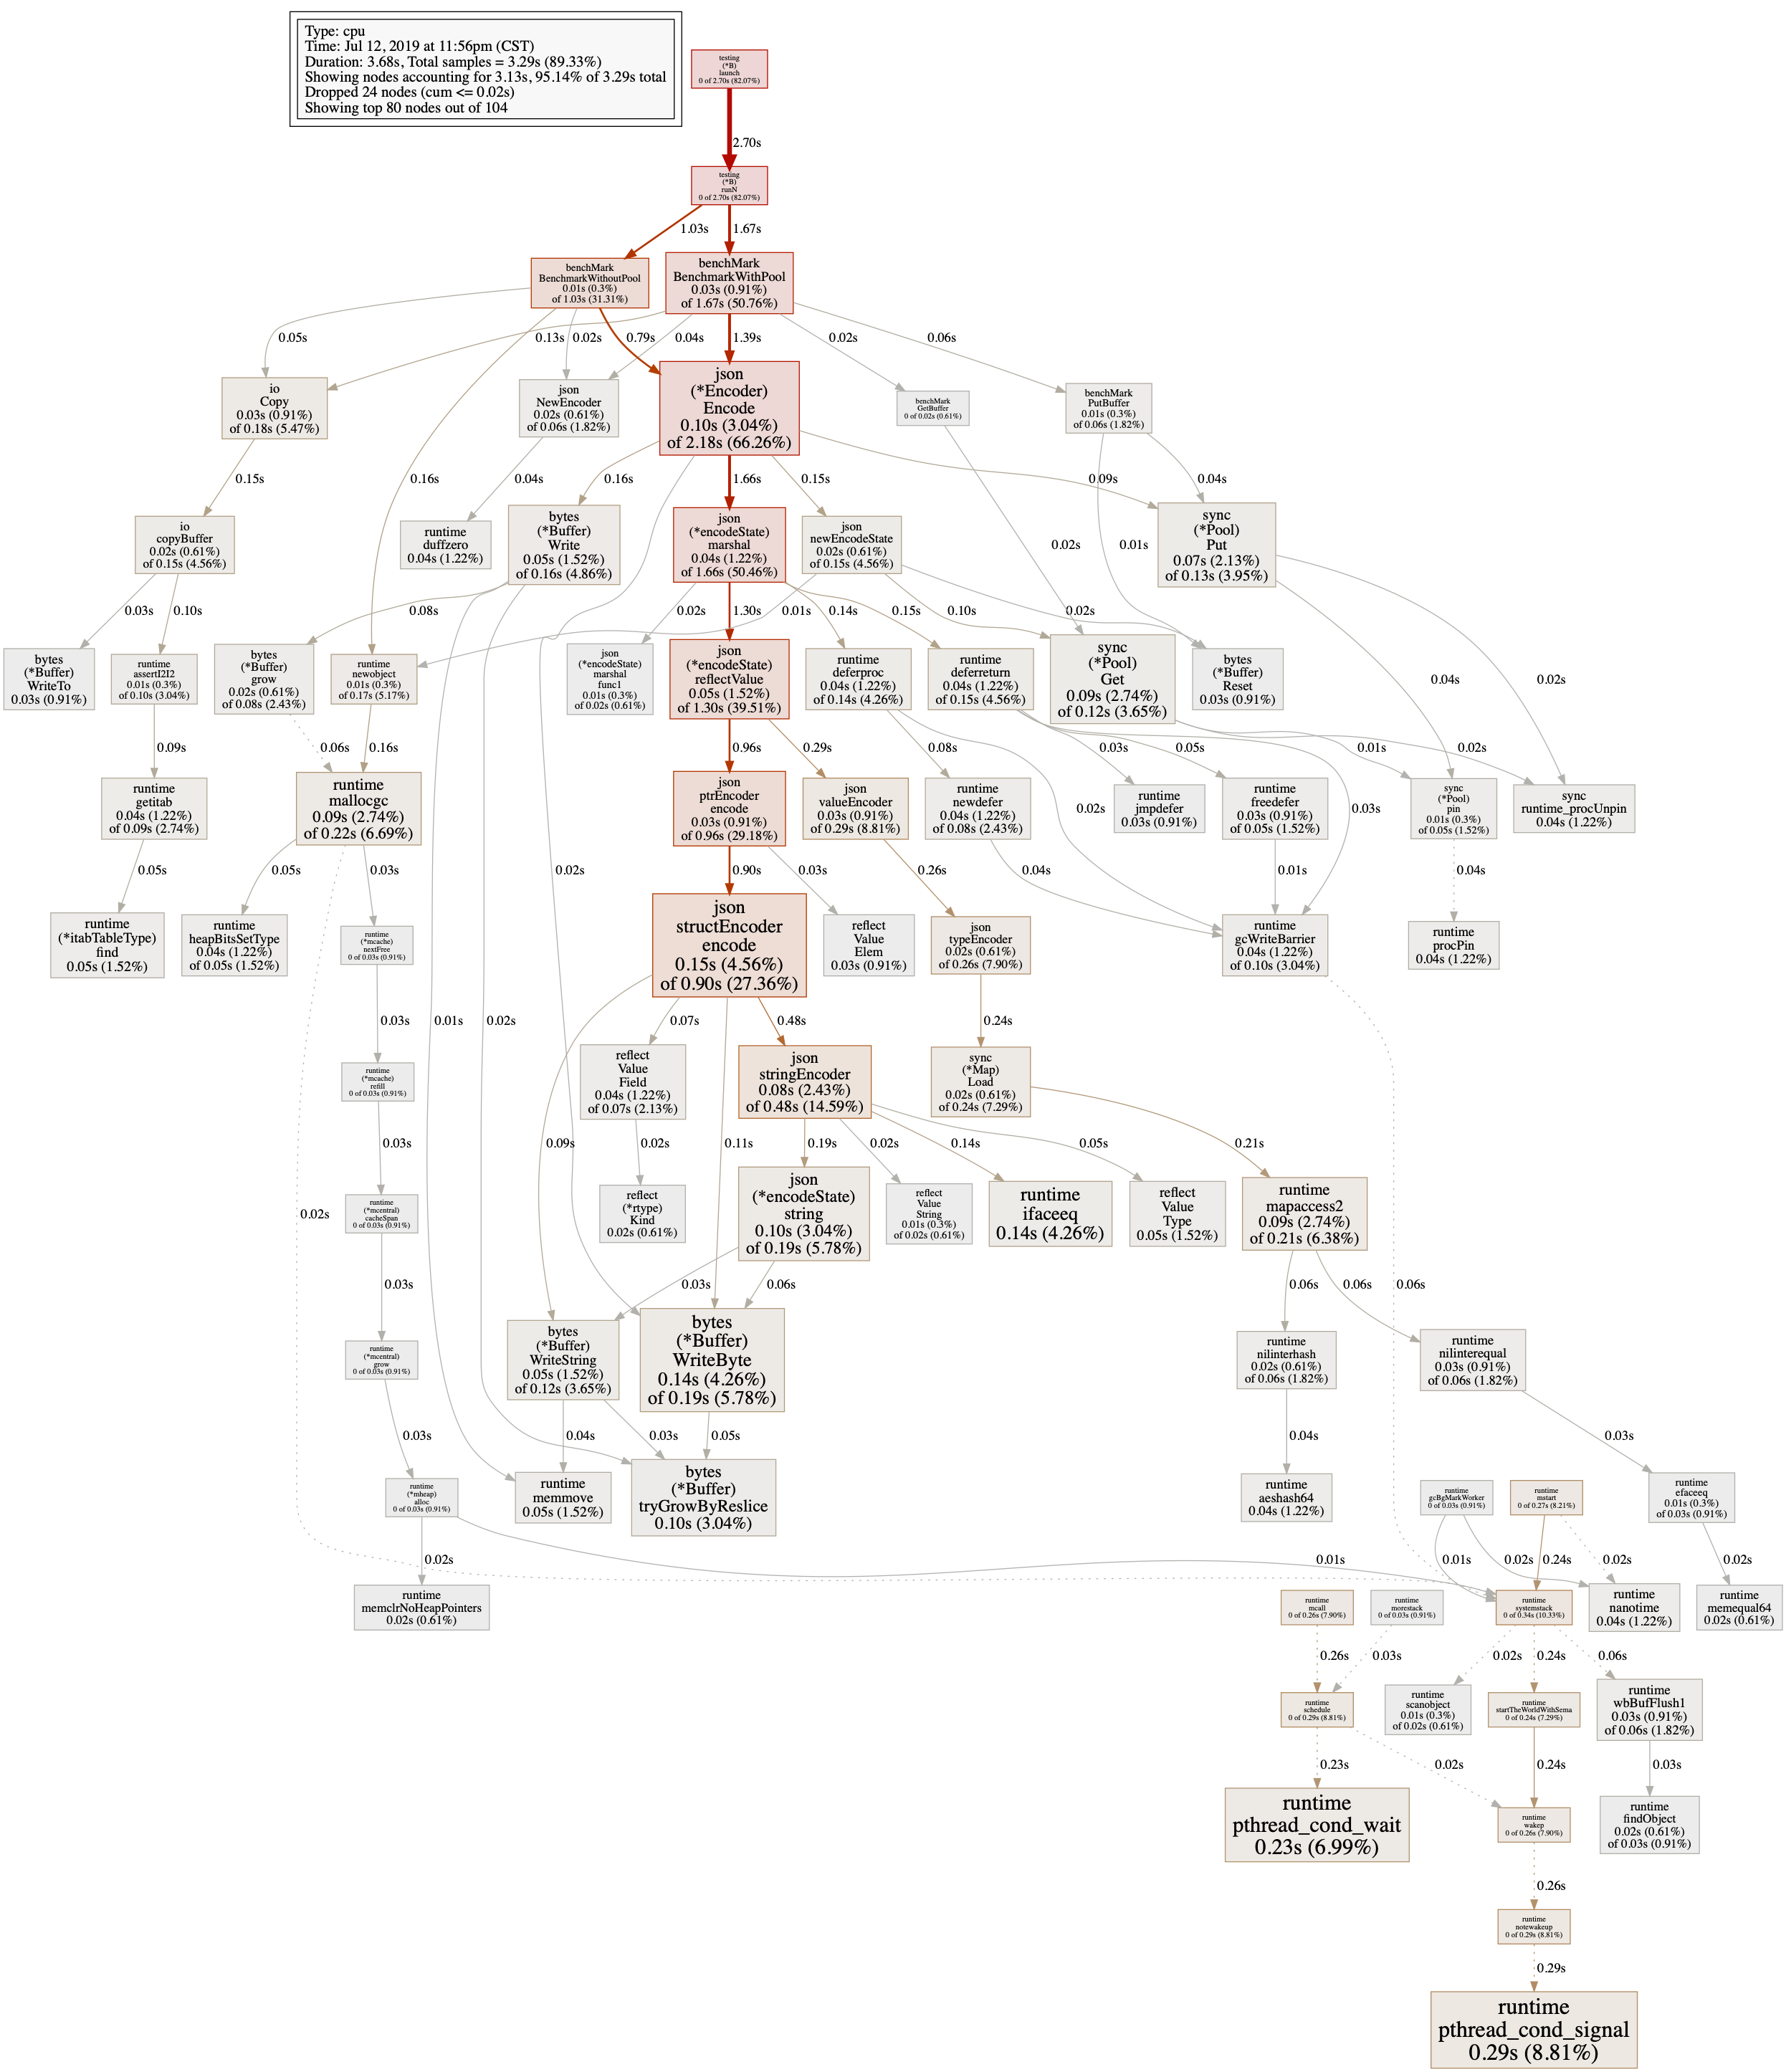 Type: cpu
Time: Jul 12, 2019 at 11:56pm (CST)
Duration: 3.68s, Total samples = 3.29s (89.33%)
Showing nodes accounting for 3.13s, 95.14% of 3.29s total
Dropped 24 nodes (cum <= 0.02s)
Showing top 80 nodes out of 104
testing
(*B)
launch
0 of 2.70s (82.07%)
2.70s
testing
(*B)
runN
0 of 2.70s (82.07%)
1.03s
1.67s
benchMark
BenchmarkWithoutPool
0.01s (0.3%)
of 1.03s (31.31%)
benchMark
BenchmarkWithPool
0.03s (0.91%)
of 1.67s (50.76%)
0.05s
0.13s
0.02s
0.79s
0.04s
1.39s
0.02s
0.06s
io
Copy
0.03s (0.91%)
of 0.18s (5.47%)
json
NewEncoder
0.02s (0.61%)
of 0.06s (1.82%)
json
(*Encoder)
Encode
0.10s (3.04%)
of 2.18s (66.26%)
benchMark
GetBuffer
0 of 0.02s (0.61%)
benchMark
PutBuffer
0.01s (0.3%)
of 0.06s (1.82%)
0.15s
0.16s
0.04s
0.16s
1.66s
0.15s
0.09s
0.04s
io
copyBuffer
0.02s (0.61%)
of 0.15s (4.56%)
runtime
duffzero
0.04s (1.22%)
bytes
(*Buffer)
Write
0.05s (1.52%)
of 0.16s (4.86%)
json
(*encodeState)
marshal
0.04s (1.22%)
of 1.66s (50.46%)
json
newEncodeState
0.02s (0.61%)
of 0.15s (4.56%)
0.02s
0.01s
sync
(*Pool)
Put
0.07s (2.13%)
of 0.13s (3.95%)
0.03s
0.10s
0.08s
0.02s
1.30s
0.01s
0.14s
0.15s
0.10s
0.02s
bytes
(*Buffer)
WriteTo
0.03s (0.91%)
runtime
assertI2I2
0.01s (0.3%)
of 0.10s (3.04%)
bytes
(*Buffer)
grow
0.02s (0.61%)
of 0.08s (2.43%)
runtime
newobject
0.01s (0.3%)
of 0.17s (5.17%)
json
(*encodeState)
marshal
func1
0.01s (0.3%)
of 0.02s (0.61%)
json
(*encodeState)
reflectValue
0.05s (1.52%)
of 1.30s (39.51%)
runtime
deferproc
0.04s (1.22%)
of 0.14s (4.26%)
runtime
deferreturn
0.04s (1.22%)
of 0.15s (4.56%)
sync
(*Pool)
Get
0.09s (2.74%)
of 0.12s (3.65%)
bytes
(*Buffer)
Reset
0.03s (0.91%)
0.04s
0.02s
0.09s
0.06s
0.16s
0.96s
0.29s
0.08s
0.03s
0.05s
0.01s
0.02s
runtime
getitab
0.04s (1.22%)
of 0.09s (2.74%)
runtime
mallocgc
0.09s (2.74%)
of 0.22s (6.69%)
json
ptrEncoder
encode
0.03s (0.91%)
of 0.96s (29.18%)
json
valueEncoder
0.03s (0.91%)
of 0.29s (8.81%)
runtime
newdefer
0.04s (1.22%)
of 0.08s (2.43%)
0.02s
runtime
jmpdefer
0.03s (0.91%)
runtime
freedefer
0.03s (0.91%)
of 0.05s (1.52%)
0.03s
sync
(*Pool)
pin
0.01s (0.3%)
of 0.05s (1.52%)
sync
runtime_procUnpin
0.04s (1.22%)
0.05s
0.05s
0.03s
0.02s
0.90s
0.03s
0.26s
0.04s
0.01s
0.04s
runtime
(*itabTableType)
find
0.05s (1.52%)
runtime
heapBitsSetType
0.04s (1.22%)
of 0.05s (1.52%)
runtime
(*mcache)
nextFree
0 of 0.03s (0.91%)
json
structEncoder
encode
0.15s (4.56%)
of 0.90s (27.36%)
reflect
Value
Elem
0.03s (0.91%)
json
typeEncoder
0.02s (0.61%)
of 0.26s (7.90%)
runtime
gcWriteBarrier
0.04s (1.22%)
of 0.10s (3.04%)
runtime
procPin
0.04s (1.22%)
0.03s
0.01s
0.02s
0.07s
0.48s
0.24s
runtime
(*mcache)
refill
0 of 0.03s (0.91%)
reflect
Value
Field
0.04s (1.22%)
of 0.07s (2.13%)
json
stringEncoder
0.08s (2.43%)
of 0.48s (14.59%)
sync
(*Map)
Load
0.02s (0.61%)
of 0.24s (7.29%)
0.03s
0.09s
0.02s
0.11s
0.19s
0.02s
0.14s
0.05s
0.21s
0.02s
runtime
(*mcentral)
cacheSpan
0 of 0.03s (0.91%)
reflect
(*rtype)
Kind
0.02s (0.61%)
json
(*encodeState)
string
0.10s (3.04%)
of 0.19s (5.78%)
reflect
Value
String
0.01s (0.3%)
of 0.02s (0.61%)
runtime
ifaceeq
0.14s (4.26%)
reflect
Value
Type
0.05s (1.52%)
runtime
mapaccess2
0.09s (2.74%)
of 0.21s (6.38%)
0.03s
0.03s
0.06s
0.06s
0.06s
0.06s
runtime
(*mcentral)
grow
0 of 0.03s (0.91%)
bytes
(*Buffer)
WriteString
0.05s (1.52%)
of 0.12s (3.65%)
bytes
(*Buffer)
WriteByte
0.14s (4.26%)
of 0.19s (5.78%)
runtime
nilinterhash
0.02s (0.61%)
of 0.06s (1.82%)
runtime
nilinterequal
0.03s (0.91%)
of 0.06s (1.82%)
0.03s
0.04s
0.03s
0.05s
0.04s
0.03s
runtime
(*mheap)
alloc
0 of 0.03s (0.91%)
runtime
memmove
0.05s (1.52%)
bytes
(*Buffer)
tryGrowByReslice
0.10s (3.04%)
runtime
aeshash64
0.04s (1.22%)
runtime
gcBgMarkWorker
0 of 0.03s (0.91%)
runtime
mstart
0 of 0.27s (8.21%)
runtime
efaceeq
0.01s (0.3%)
of 0.03s (0.91%)
0.02s
0.01s
0.01s
0.02s
0.24s
0.02s
0.02s
runtime
memclrNoHeapPointers
0.02s (0.61%)
runtime
mcall
0 of 0.26s (7.90%)
runtime
morestack
0 of 0.03s (0.91%)
runtime
systemstack
0 of 0.34s (10.33%)
runtime
nanotime
0.04s (1.22%)
runtime
memequal64
0.02s (0.61%)
0.26s
0.03s
0.02s
0.24s
0.06s
runtime
schedule
0 of 0.29s (8.81%)
runtime
scanobject
0.01s (0.3%)
of 0.02s (0.61%)
runtime
startTheWorldWithSema
0 of 0.24s (7.29%)
runtime
wbBufFlush1
0.03s (0.91%)
of 0.06s (1.82%)
0.23s
0.02s
0.24s
0.03s
runtime
pthread_cond_wait
0.23s (6.99%)
runtime
wakep
0 of 0.26s (7.90%)
runtime
findObject
0.02s (0.61%)
of 0.03s (0.91%)
0.26s
runtime
notewakeup
0 of 0.29s (8.81%)
0.29s
runtime
pthread_cond_signal
0.29s (8.81%)